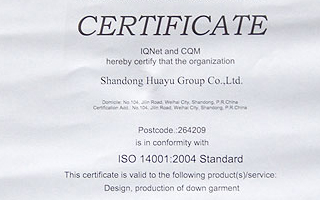 CERTIFICATE
IQNet and CQM
hereby certify that the organization
Shandong Huayu Group Co.,Ltd.
Domicile: No.104, Jilin Road, Weihai City, Shandong, P.R.China
Certification Add.: No.104, Jilin Road, Weihai City, Shandong, P.R.China
Postcode.:264209
is in conformity with
ISO 14001:2004 Standard
This certificate is valid to the following product(s)/service:
Design, production of down garment